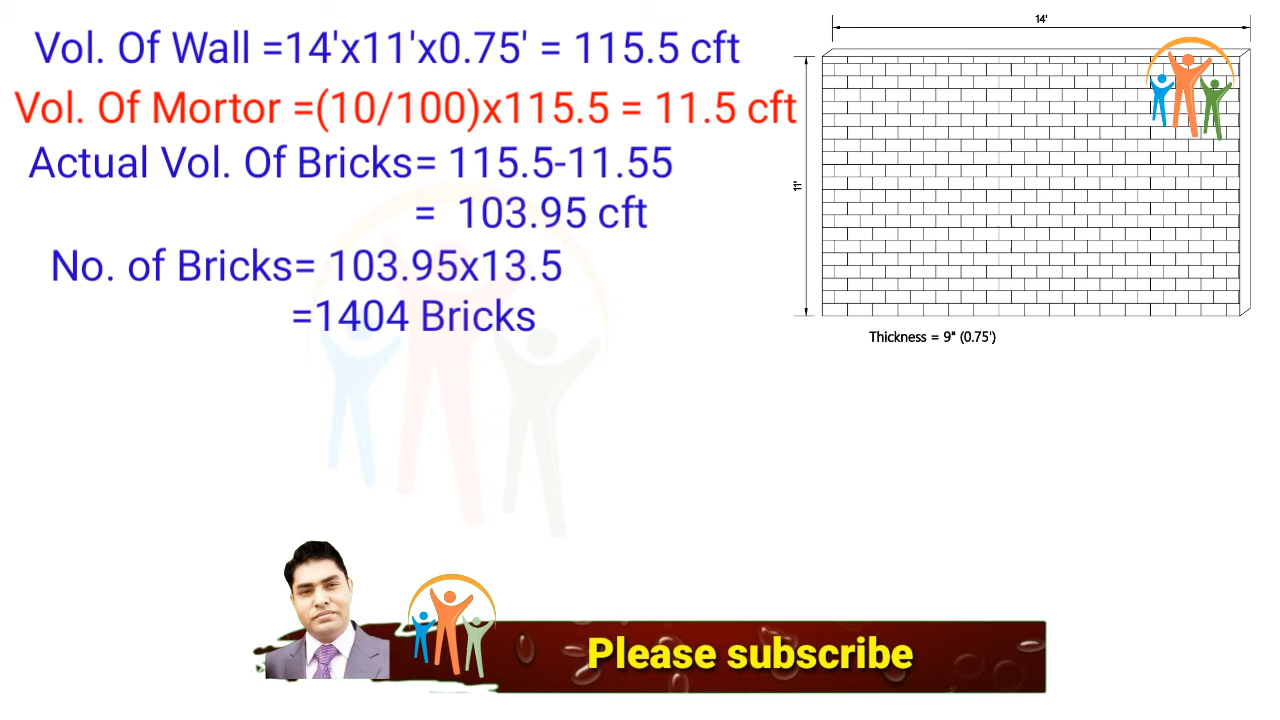 Vol. Of Wall =14'x11'x0.75' = 115.5 cft
Vol. Of Mortor =(10/100)x115.5 = 11.5 cft
Actual Vol. Of Bricks= 115.5-11.55
= 103.95 cft
No. of Bricks= 103.95x13.5
=1404 Bricks
14'
11'
Thickness = 9" (0.75')
Please subscribe